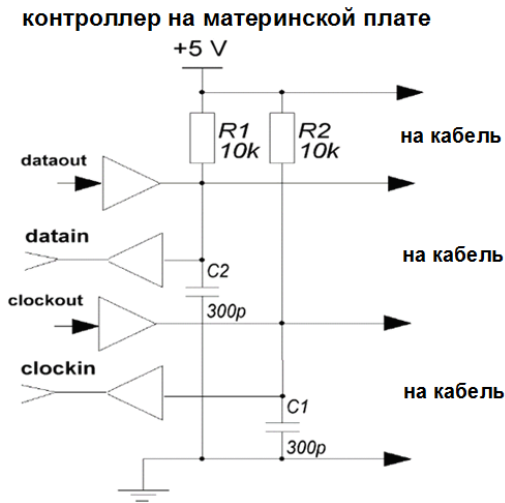 контроллер на материнской плате
+5 V
R1
10k
R2
10k
на кабель
dataout
datain
C2
300p
на кабель
clockout
clockin
на кабель
C1
300p